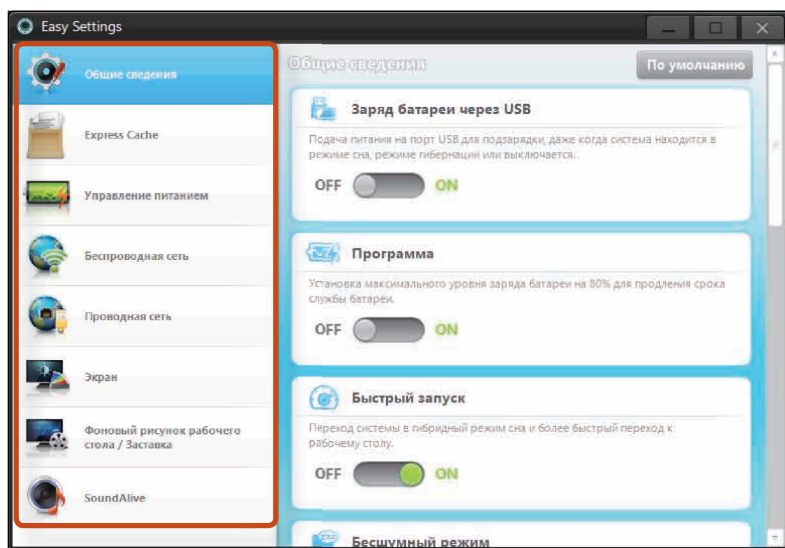 Easy Settings
Общие сведения
Express Cache
Управление питанием
Беспроводная сеть
Проводная сеть
Экран
Фоновый рисунок рабочего
стола / Заставка
SoundAlive
Общие сведения
По умолчанию
Заряд батареи через USB
Подача питания на порт USB для подзарядки, даже когда система находится в
режиме сна, режиме гибернации или выключается.
OFF ON
Программа
Установка максимального уровня заряда батареи на 80% для продления срока
службы батареи.
OFF ON
Быстрый запуск
Переход системы в гибридный режим сна и более быстрый переход к
рабочему столу.
OFF ON
Бесшумный режим